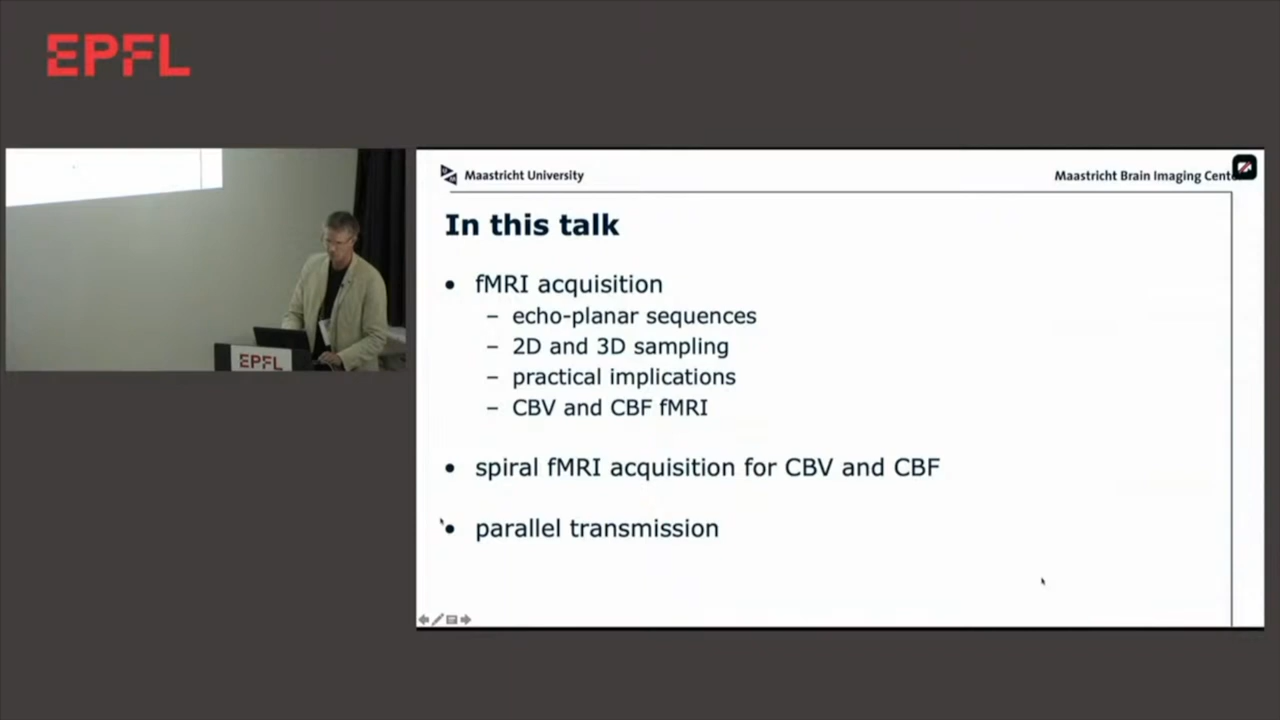 EPFL
EPFL
Maastricht University
Maastricht Brain Imaging Cent
In this talk
• fMRI acquisition
– echo-planar sequences
– 2D and 3D sampling
– practical implications
– CBV and CBF fMRI
• spiral fMRI acquisition for CBV and CBF
• parallel transmission